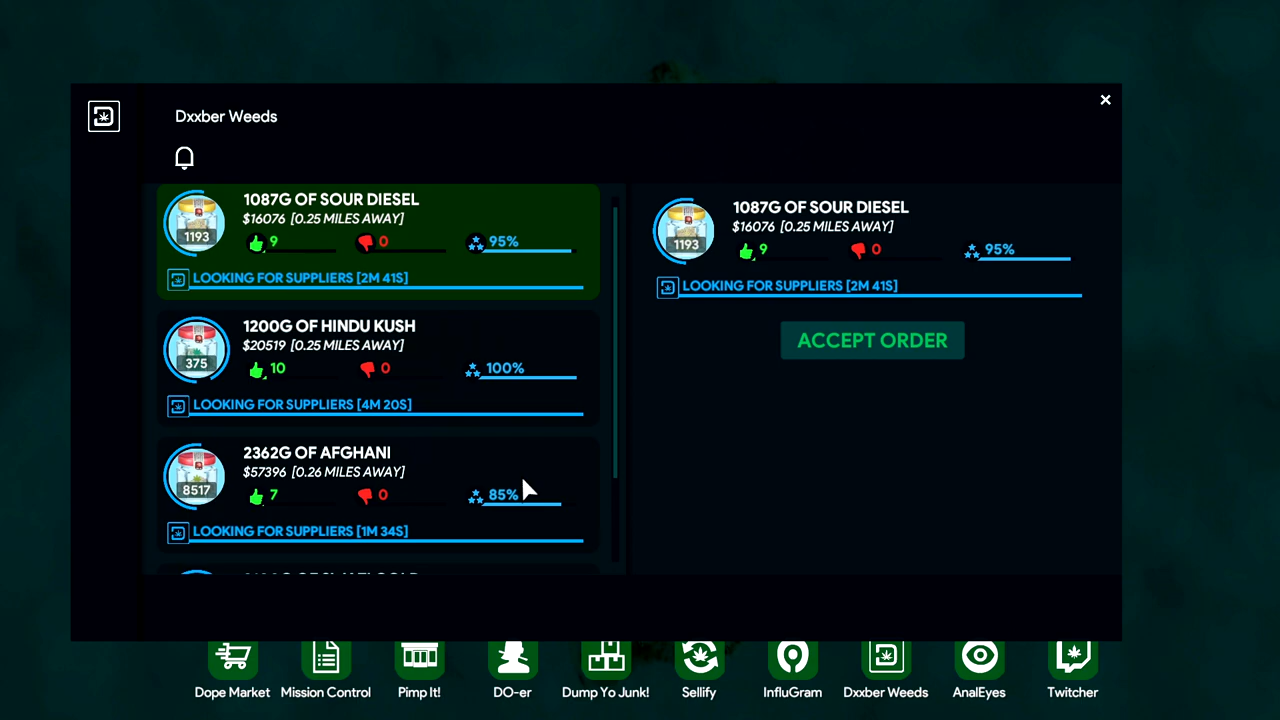 Dxxber Weeds
1087G OF SOUR DIESEL
$16076 [0.25 MILES AWAY]
1193
9
0
95%
LOOKING FOR SUPPLIERS [2M 41S]
1200G OF HINDU KUSH
$20519 [0.25 MILES AWAY]
375
10
0
100%
LOOKING FOR SUPPLIERS [4M 20S]
2362G OF AFGHANI
$57396 [0.26 MILES AWAY]
8517
7
0
85%
LOOKING FOR SUPPLIERS [1M 34S]
1087G OF SOUR DIESEL
$16076 [0.25 MILES AWAY]
1193
9
0
95%
LOOKING FOR SUPPLIERS [2M 41S]
ACCEPT ORDER
Dope Market
Mission Control
Pimp It!
DO-er
Dump Yo Junk!
Sellify
InfluGram
Dxxber Weeds
AnalEyes
Twitcher